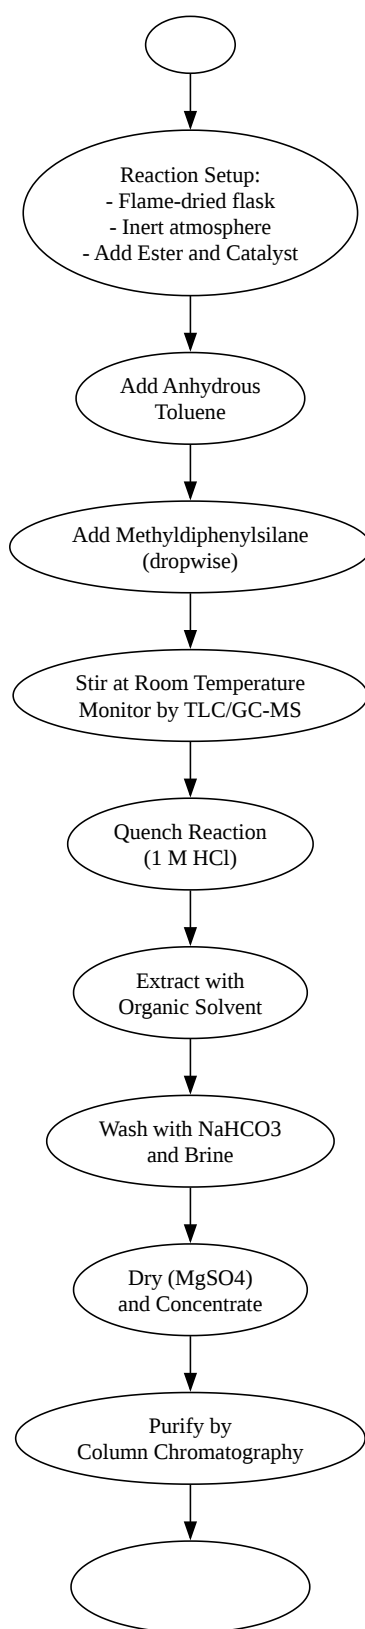 Reaction Setup:
- Flame-dried flask
- Inert atmosphere
- Add Ester and Catalyst
Add Anhydrous
Toluene
Add Methyldiphenylsilane
(dropwise)
Stir at Room Temperature
Monitor by TLC/GC-MS
Quench Reaction
(1 M HCl)
Extract with
Organic Solvent
Wash with NaHCO3
and Brine
Dry (MgSO4)
and Concentrate
Purify by
Column Chromatography